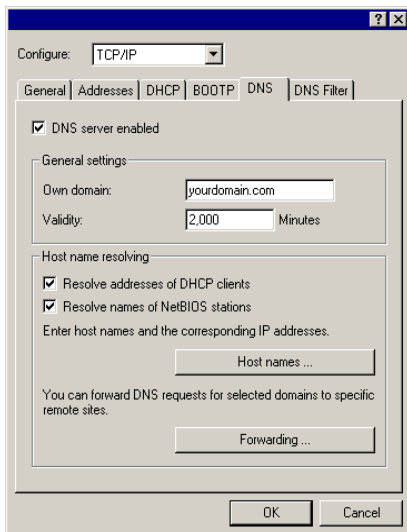 Configure: TCP/IP
General Addresses DHCP BOOTP DNS DNS Filter
DNS server enabled
General settings
Own domain: yourdomain.com
Validity: 2,000 Minutes
Host name resolving
Resolve addresses of DHCP clients
Resolve names of NetBIOS stations
Enter host names and the corresponding IP addresses.
Host names ...
You can forward DNS requests for selected domains to specific
remote sites.
Forwarding ...
OK Cancel